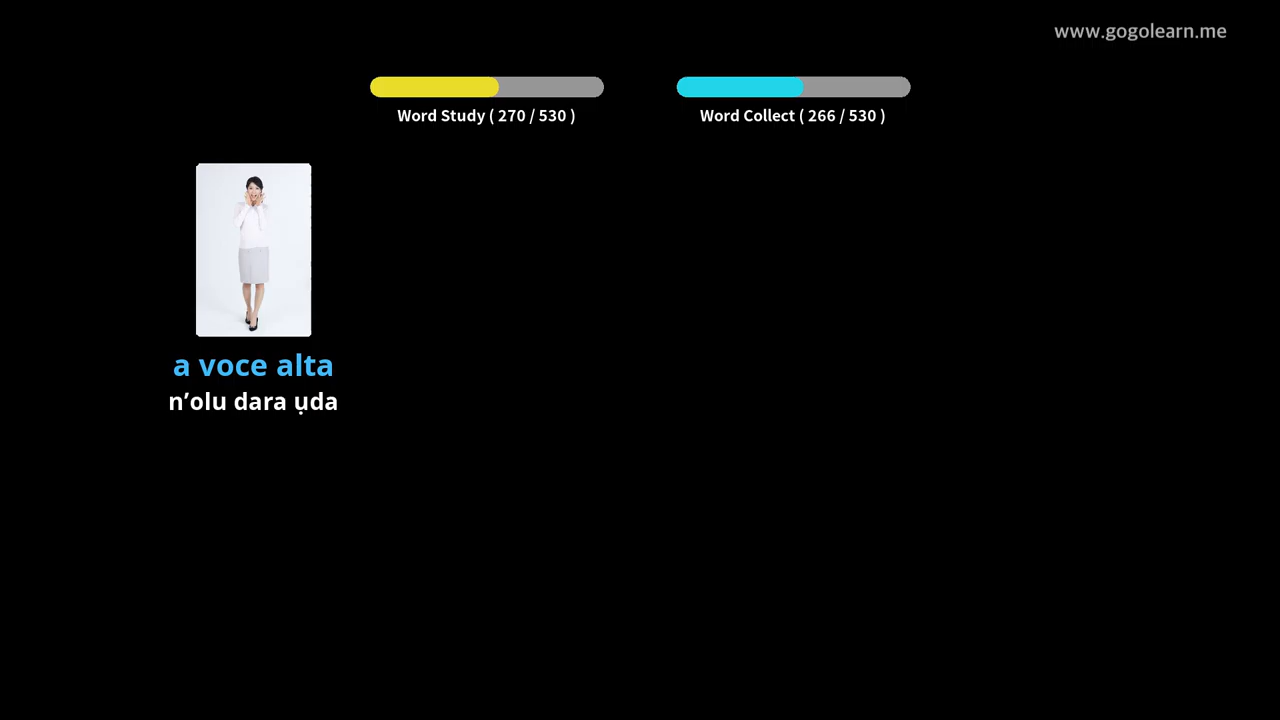 www.gogolearn.me
Word Study ( 270 / 530 )
Word Collect ( 266 / 530 )
a voce alta
n’olu dara ụda